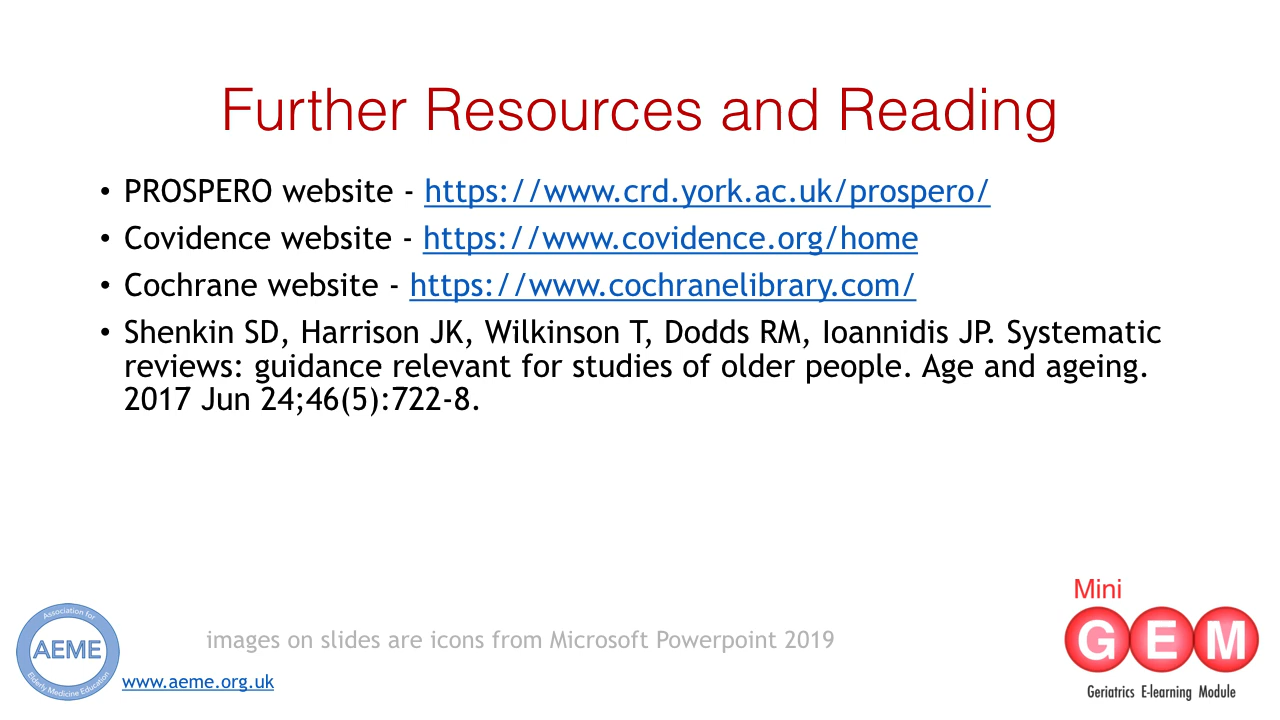 Further Resources and Reading
• PROSPERO website - https://www.crd.york.ac.uk/prospero/
• Covidence website - https://www.covidence.org/home
• Cochrane website - https://www.cochranelibrary.com/
• Shenkin SD, Harrison JK, Wilkinson T, Dodds RM, Ioannidis JP. Systematic
reviews: guidance relevant for studies of older people. Age and ageing.
2017 Jun 24;46(5):722-8.
Mini
GEM
Geriatrics E-learning Module
images on slides are icons from Microsoft Powerpoint 2019
Association for
AEME
Elderly Medicine Education
www.aeme.org.uk